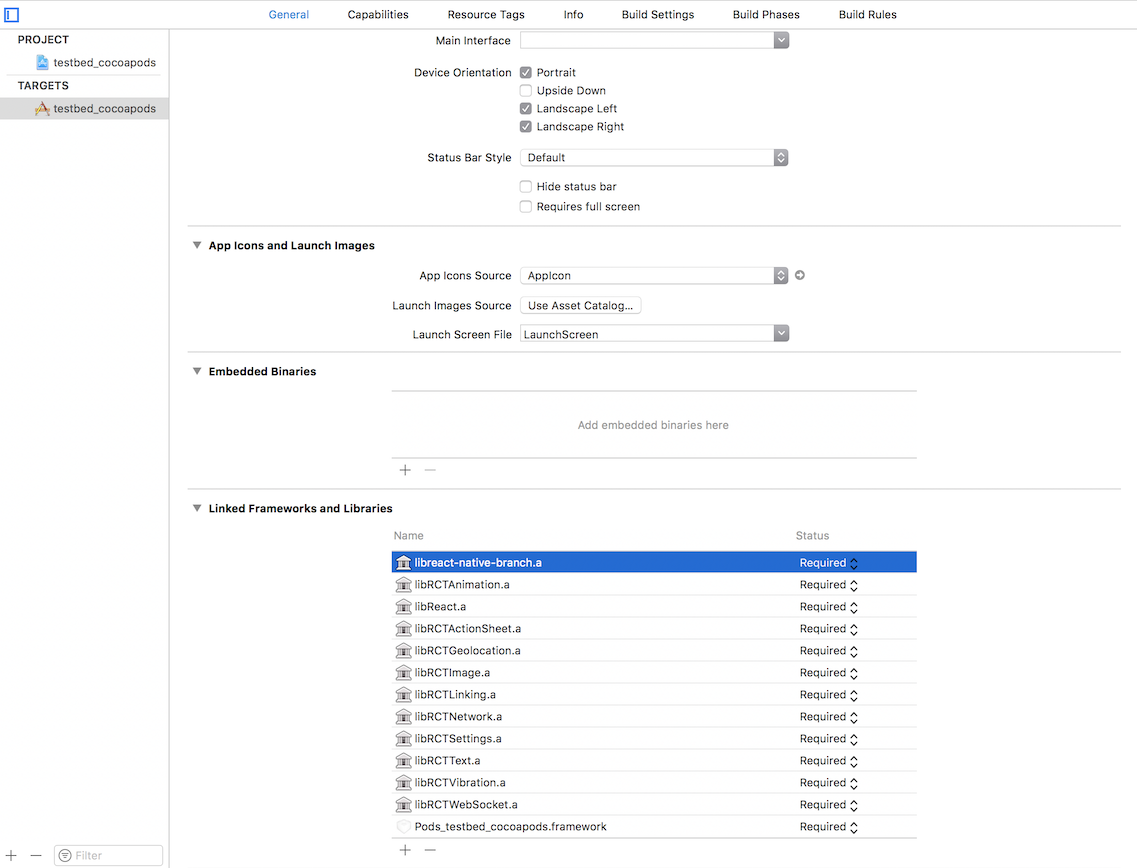 General Capabilities Resource Tags Info Build Settings Build Phases Build Rules
PROJECT
testbed_cocoapods
TARGETS
testbed_cocoapods
Main Interface
Device Orientation Portrait
Upside Down
Landscape Left
Landscape Right
Status Bar Style Default
Hide status bar
Requires full screen
App Icons and Launch Images
App Icons Source AppIcon
Launch Images Source Use Asset Catalog...
Launch Screen File LaunchScreen
Embedded Binaries
Add embedded binaries here
Linked Frameworks and Libraries
Name Status
libreact-native-branch.a Required
libRCTAnimation.a Required
libReact.a Required
libRCTActionSheet.a Required
libRCTGeolocation.a Required
libRCTImage.a Required
libRCTLinking.a Required
libRCTNetwork.a Required
libRCTSettings.a Required
libRCTText.a Required
libRCTVibration.a Required
libRCTWebSocket.a Required
Pods_testbed_cocoapods.framework Required
Filter